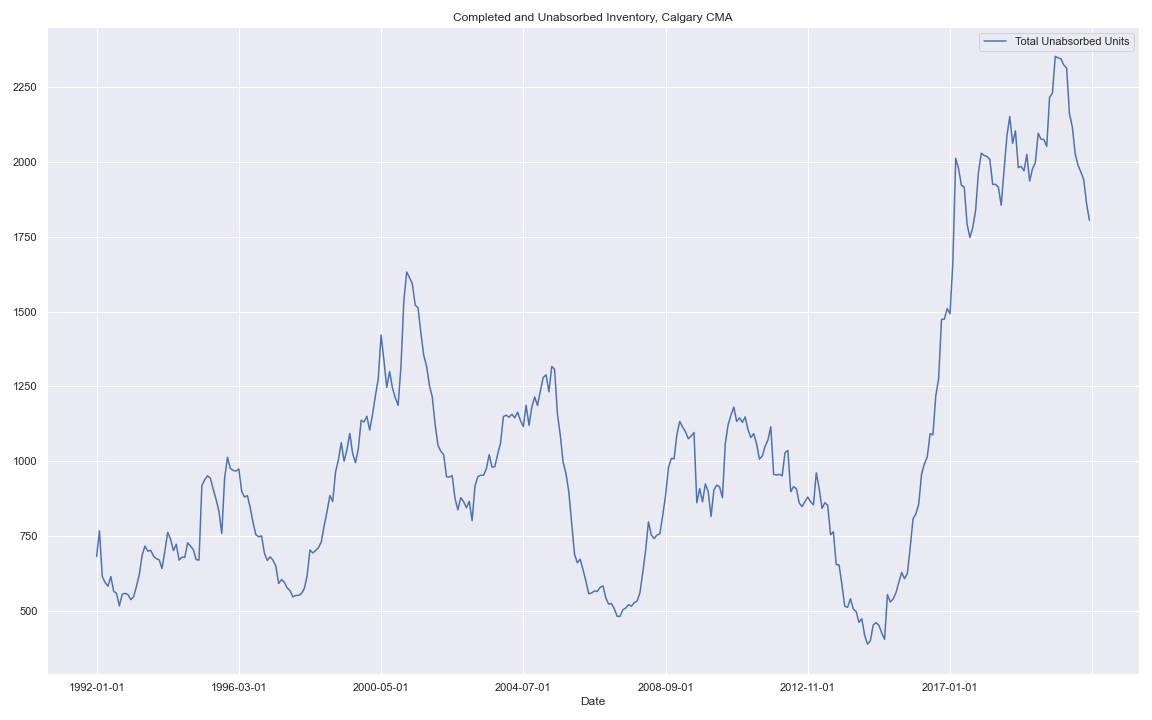 Completed and Unabsorbed Inventory, Calgary CMA
Total Unabsorbed Units
2250
2000
1750
1500
1250
1000
750
500
1992-01-01 1996-03-01 2000-05-01 2004-07-01 2008-09-01 2012-11-01 2017-01-01
Date